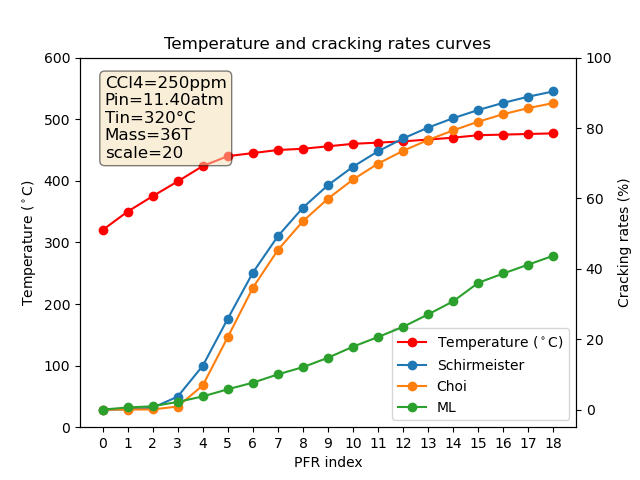 Temperature and cracking rates curves
CCl4=250ppm
Pin=11.40atm
Tin=320°C
Mass=36T
scale=20
600
500
400
300
200
100
0
Temperature (°C)
100
80
60
40
20
0
Cracking rates (%)
Temperature (°C)
Schirmeister
Choi
ML
0 1 2 3 4 5 6 7 8 9 10 11 12 13 14 15 16 17 18
PFR index